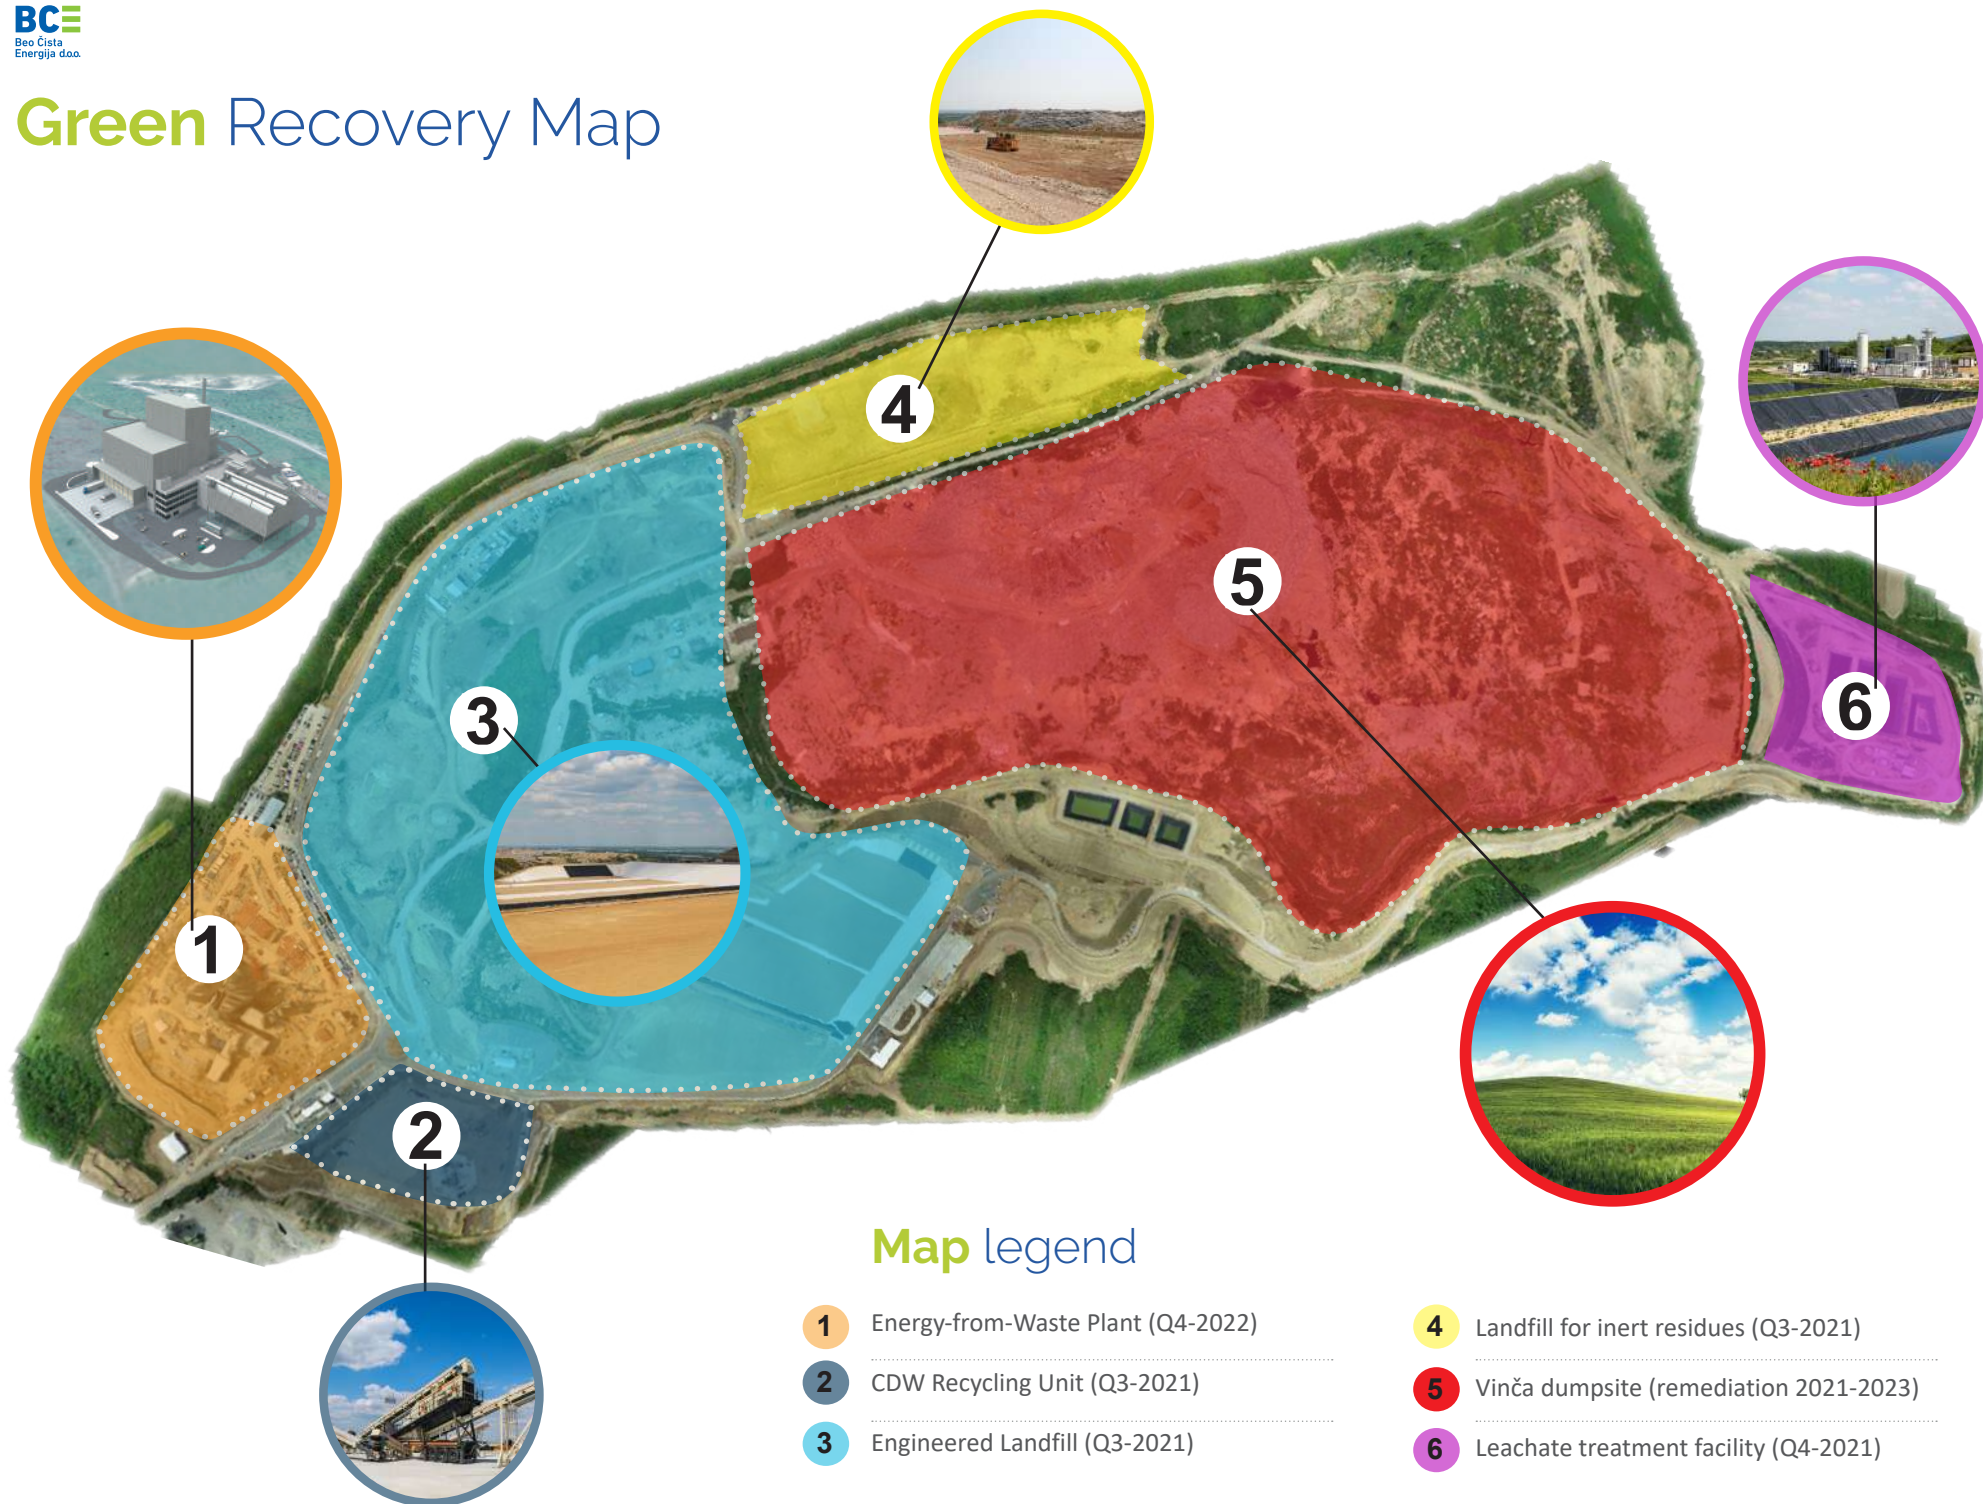 BCE
Beo Čista
Energija d.o.o.
Green Recovery Map
4
5
3
6
1
2
Map legend
1 Energy-from-Waste Plant (Q4-2022)
2 CDW Recycling Unit (Q3-2021)
3 Engineered Landfill (Q3-2021)
4 Landfill for inert residues (Q3-2021)
5 Vinča dumpsite (remediation 2021-2023)
6 Leachate treatment facility (Q4-2021)